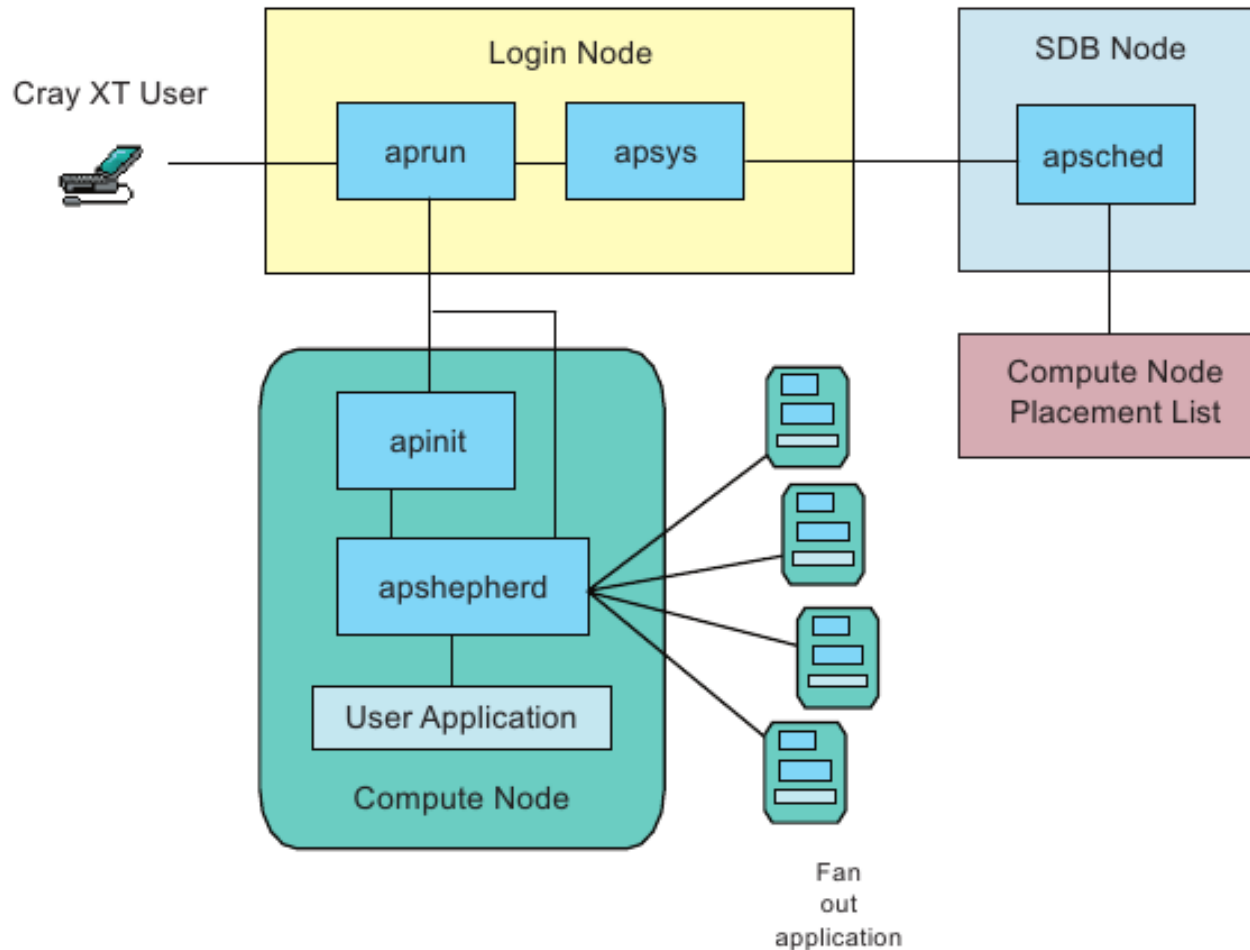 Login Node
SDB Node
Cray XT User
aprun
apsys
apsched
Compute Node
Placement List
apinit
apshepherd
User Application
Compute Node
Fan
out
application